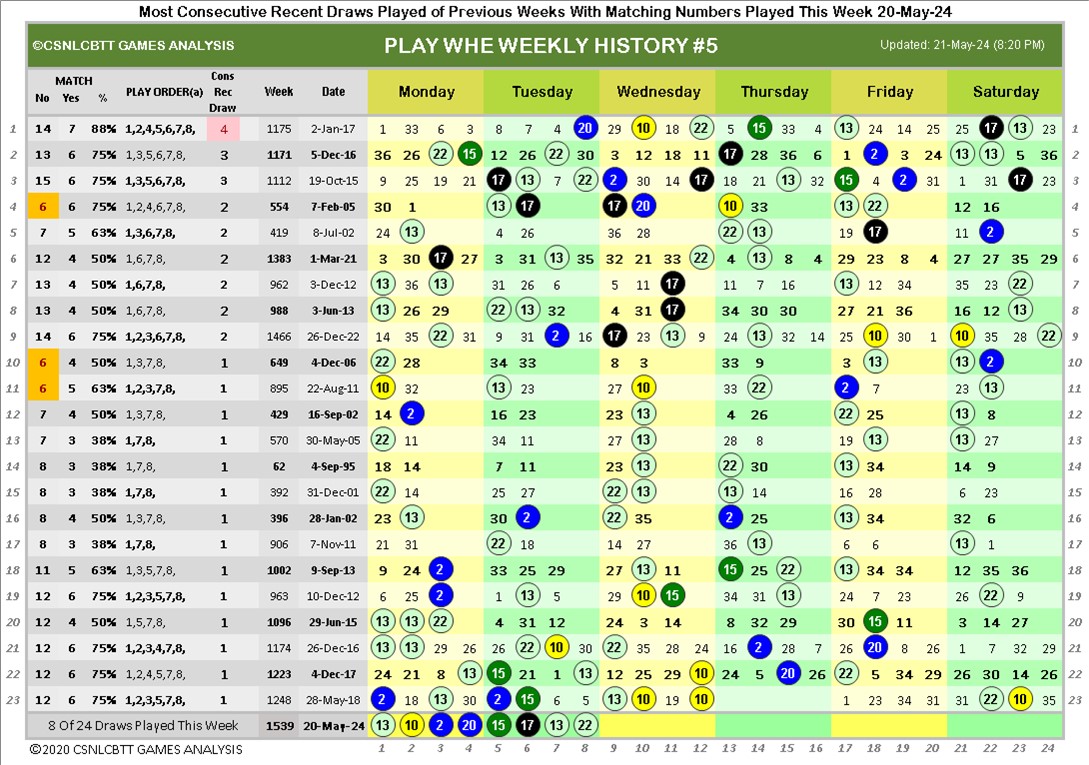 Most Consecutive Recent Draws Played of Previous Weeks With Matching Numbers Played This Week 20-May-24
©CSNLCBTT GAMES ANALYSIS PLAY WHE WEEKLY HISTORY #5 Updated: 21-May-24 (8:20 PM)
No MATCH Yes % PLAY ORDER(a) Cons Rec Draw Week Date Monday Tuesday Wednesday Thursday Friday Saturday
1 14 7 88% 1,2,4,5,6,7,8, 4 1175 2-Jan-17 1 33 6 3 8 7 4 20 29 10 18 22 5 15 33 4 13 24 14 25 25 17 13 23 1
2 13 6 75% 1,3,5,6,7,8, 3 1171 5-Dec-16 36 26 22 15 12 26 22 30 3 12 18 11 17 28 36 6 1 2 3 24 13 13 5 36 2
3 15 6 75% 1,3,5,6,7,8, 3 1112 19-Oct-15 9 25 19 21 17 13 7 22 2 30 14 17 18 21 13 32 15 4 2 31 1 31 17 23 3
4 6 6 75% 1,2,4,6,7,8, 2 554 7-Feb-05 30 1 13 17 17 20 10 33 13 22 12 16 4
5 7 5 63% 1,3,6,7,8, 2 419 8-Jul-02 24 13 4 26 36 28 22 13 19 17 11 2 5
6 12 4 50% 1,6,7,8, 2 1383 1-Mar-21 3 30 17 27 3 31 13 35 32 21 33 22 4 13 8 4 29 23 8 4 27 27 35 29 6
7 13 4 50% 1,6,7,8, 2 962 3-Dec-12 13 36 13 31 26 6 5 11 17 11 7 16 13 12 34 35 23 22 7
8 13 4 50% 1,6,7,8, 2 988 3-Jun-13 13 26 29 22 13 32 4 31 17 34 30 30 27 21 36 16 12 13 8
9 14 6 75% 1,2,3,6,7,8, 2 1466 26-Dec-22 14 35 22 31 9 31 2 16 17 23 13 9 24 13 32 14 25 10 30 1 10 35 28 22 9
10 6 4 50% 1,3,7,8, 1 649 4-Dec-06 22 28 34 33 8 3 33 9 3 13 13 2 10
11 6 5 63% 1,2,3,7,8, 1 895 22-Aug-11 10 32 13 23 27 10 33 22 2 7 23 13 11
12 7 4 50% 1,3,7,8, 1 429 16-Sep-02 14 2 16 23 23 13 4 26 22 25 13 8 12
13 7 3 38% 1,7,8, 1 570 30-May-05 22 11 34 11 27 13 28 8 19 13 13 27 13
14 8 3 38% 1,7,8, 1 62 4-Sep-95 18 14 7 11 23 13 22 30 13 34 14 9 14
15 8 3 38% 1,7,8, 1 392 31-Dec-01 22 14 25 27 22 13 13 14 16 28 6 23 15
16 8 4 50% 1,3,7,8, 1 396 28-Jan-02 23 13 30 2 22 35 2 25 13 34 32 6 16
17 8 3 38% 1,7,8, 1 906 7-Nov-11 21 31 22 18 14 27 36 13 6 6 13 1 17
18 11 5 63% 1,3,5,7,8, 1 1002 9-Sep-13 9 24 2 33 25 29 27 13 11 15 25 22 13 34 34 12 35 36 18
19 12 6 75% 1,2,3,5,7,8, 1 963 10-Dec-12 6 25 2 1 13 5 29 10 15 34 31 13 24 7 23 26 22 9 19
20 12 4 50% 1,5,7,8, 1 1096 29-Jun-15 13 13 22 4 31 12 24 3 14 8 32 29 30 15 11 3 14 27 20
21 12 6 75% 1,2,3,4,7,8, 1 1174 26-Dec-16 13 13 29 26 26 22 10 30 22 35 24 28 14 2 28 7 26 20 8 26 1 7 32 29 21
22 12 6 75% 1,2,4,5,7,8, 1 1223 4-Dec-17 24 21 8 13 15 21 1 13 12 25 29 10 24 5 20 26 22 5 34 29 26 30 14 26 22
23 12 6 75% 1,2,3,5,7,8, 1 1248 28-May-18 2 18 13 30 2 15 6 5 13 10 19 10 1 23 31 34 31 22 10 35 23
8 Of 24 Draws Played This Week 1539 20-May-24 13 10 2 20 15 17 13 22
©2020 CSNLCBTT GAMES ANALYSIS 1 2 3 4 5 6 7 8 9 10 11 12 13 14 15 16 17 18 19 20 21 22 23 24